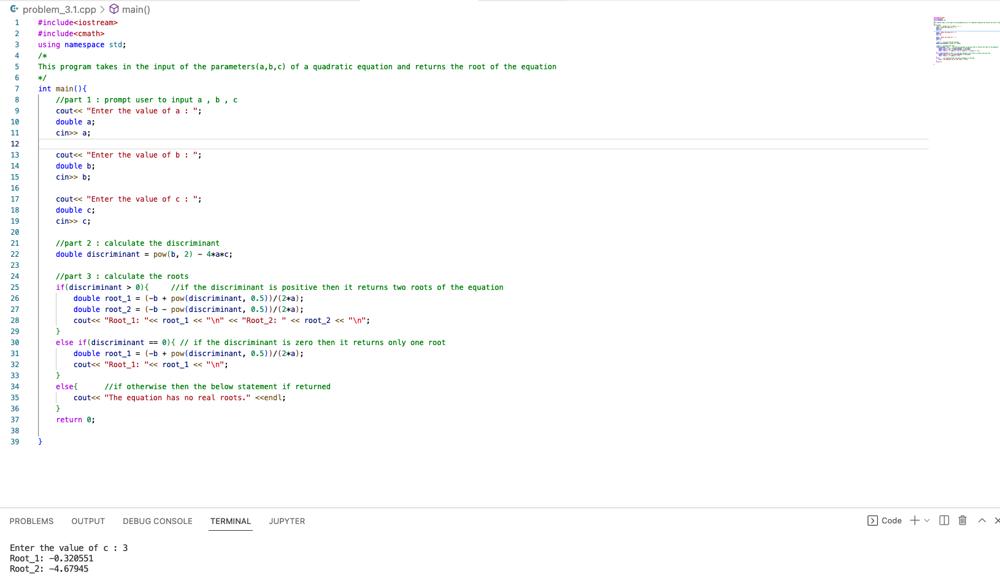 problem_3.1.cpp > main()
1 #include<iostream>
2 #include<cmath>
3 using namespace std;
4 /*
5 This program takes in the input of the parameters(a,b,c) of a quadratic equation and returns the root of the equation
6 */
7 int main(){
8 //part 1 : prompt user to input a , b , c
9 cout<< "Enter the value of a : ";
10 double a;
11 cin>> a;
12
13 cout<< "Enter the value of b : ";
14 double b;
15 cin>> b;
16
17 cout<< "Enter the value of c : ";
18 double c;
19 cin>> c;
20
21 //part 2 : calculate the discriminant
22 double discriminant = pow(b, 2) - 4*a*c;
23
24 //part 3 : calculate the roots
25 if(discriminant > 0){ //if the discriminant is positive then it returns two roots of the equation
26 double root_1 = (-b + pow(discriminant, 0.5))/(2*a);
27 double root_2 = (-b - pow(discriminant, 0.5))/(2*a);
28 cout<< "Root_1: "<< root_1 << "\n" << "Root_2: " << root_2 << "\n";
29 }
30 else if(discriminant == 0){ // if the discriminant is zero then it returns only one root
31 double root_1 = (-b + pow(discriminant, 0.5))/(2*a);
32 cout<< "Root_1: "<< root_1 << "\n";
33 }
34 else{ //if otherwise then the below statement if returned
35 cout<< "The equation has no real roots." <<endl;
36 }
37 return 0;
38
39 }
PROBLEMS OUTPUT DEBUG CONSOLE TERMINAL JUPYTER Code
Enter the value of c : 3
Root_1: -0.320551
Root_2: -4.67945